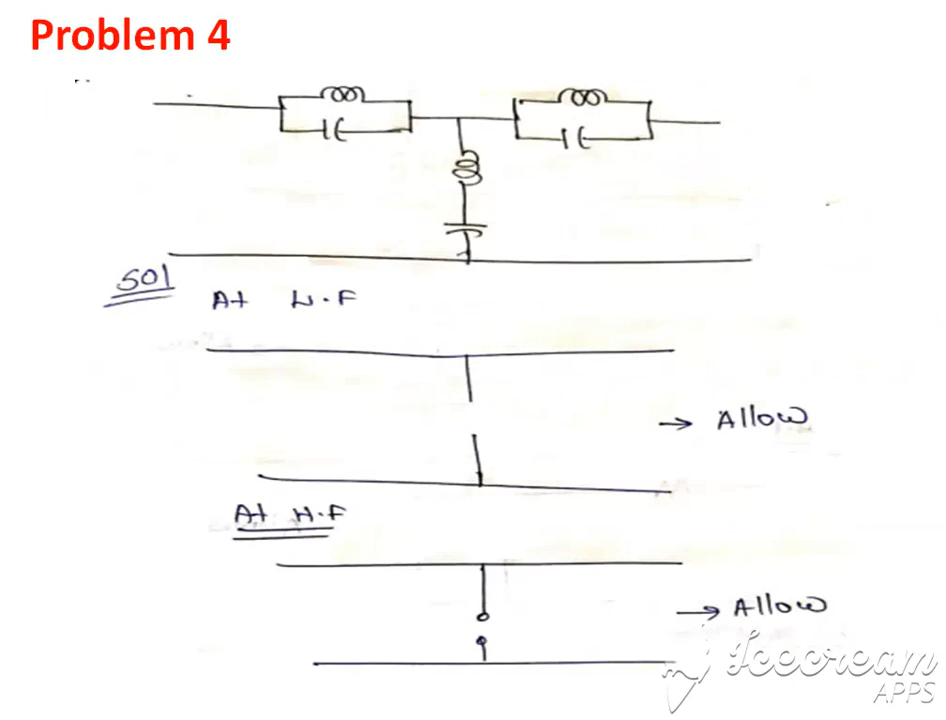 Problem 4
Sol
At L.F
→ Allow
At H.F
→ Allow
Icecream
APPS